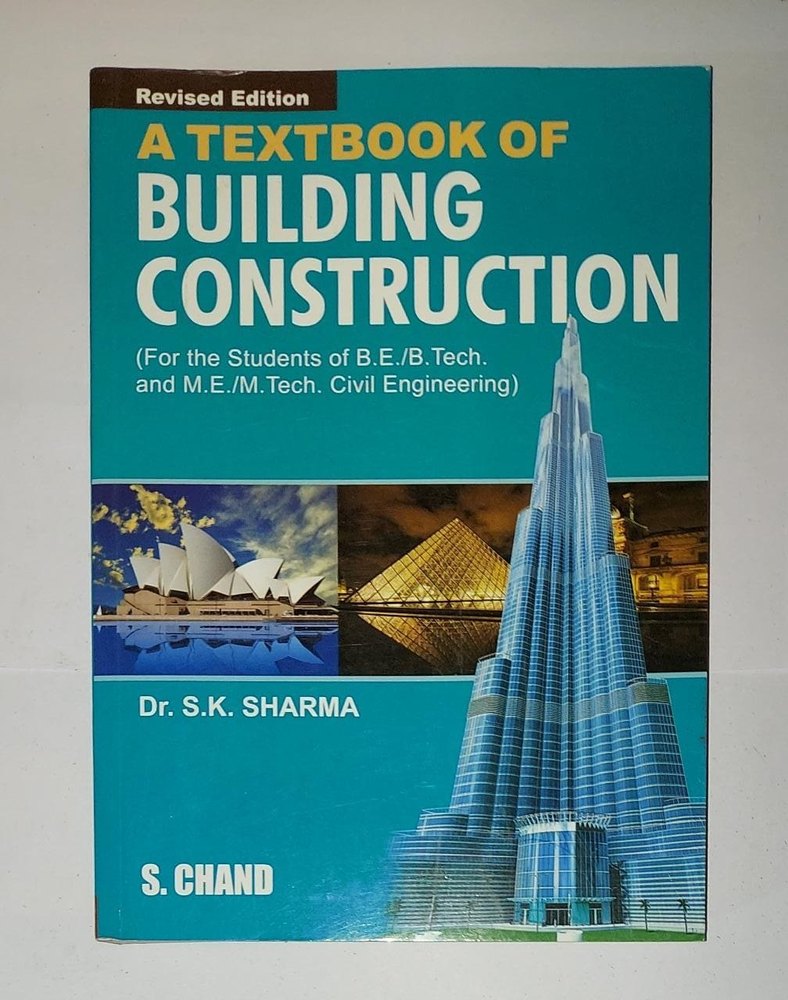 Revised Edition
A TEXTBOOK OF
BUILDING
CONSTRUCTION
(For the Students of B.E./B.Tech.
and M.E./M.Tech. Civil Engineering)
Dr. S.K. SHARMA
S. CHAND